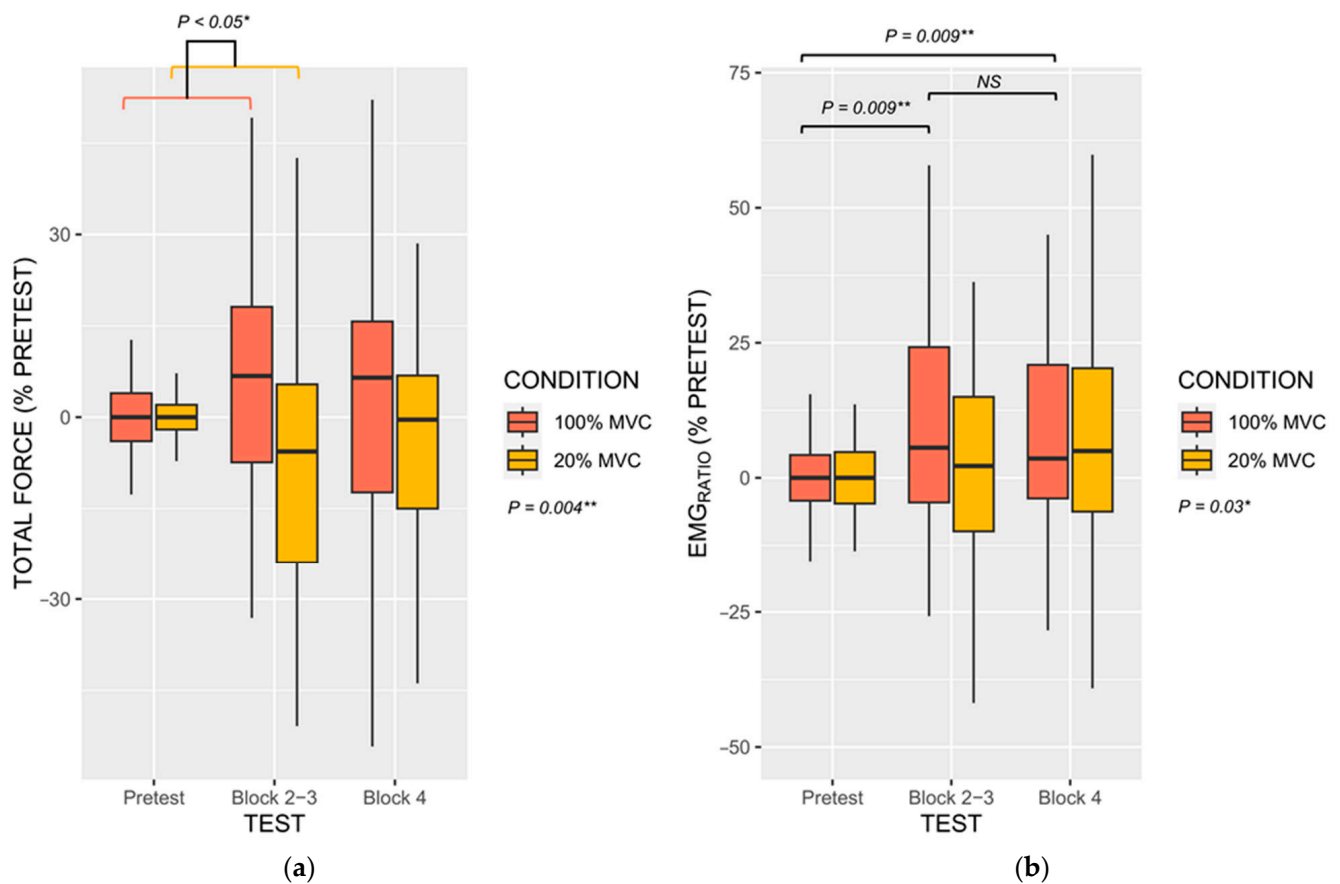 P < 0.05*
TOTAL FORCE (% PRETEST)
30
0
−30
Pretest
Block 2−3
Block 4
TEST
CONDITION
100% MVC
20% MVC
P = 0.004**
(a)
P = 0.009**
NS
P = 0.009**
EMG_RATIO (% PRETEST)
75
50
25
0
−25
−50
Pretest
Block 2−3
Block 4
TEST
CONDITION
100% MVC
20% MVC
P = 0.03*
(b)